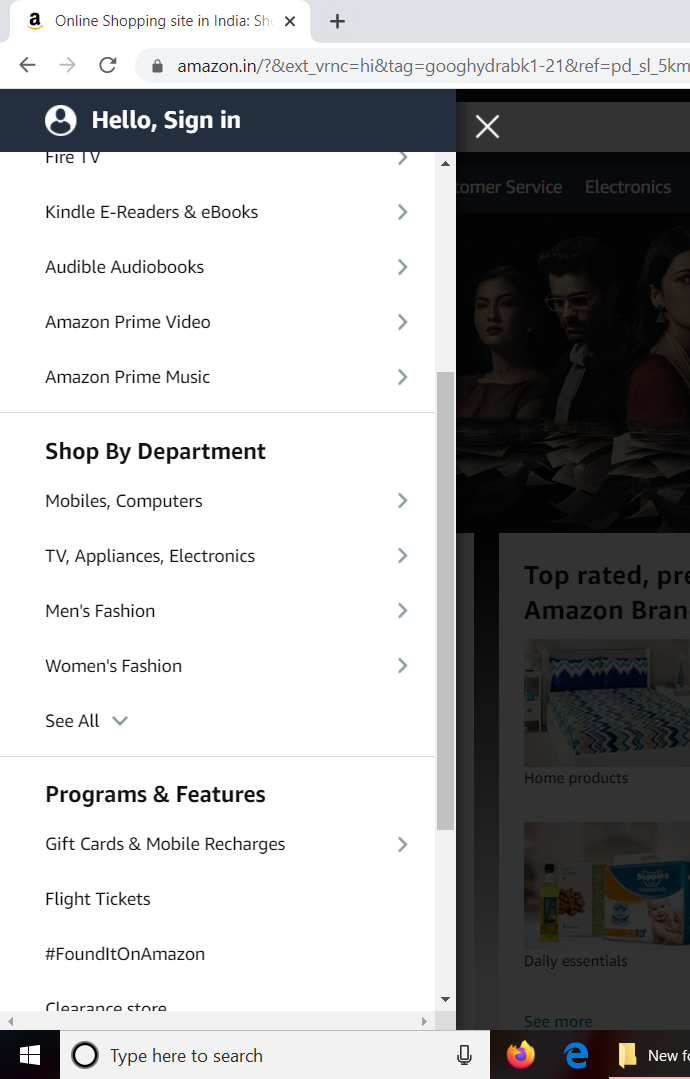 Online Shopping site in India: Sho
amazon.in/?&ext_vrnc=hi&tag=googhydrabk1-21&ref=pd_sl_5km
Hello, Sign in
Fire TV
Kindle E-Readers & eBooks
Audible Audiobooks
Amazon Prime Video
Amazon Prime Music
Shop By Department
Mobiles, Computers
TV, Appliances, Electronics
Men's Fashion
Women's Fashion
See All
Programs & Features
Gift Cards & Mobile Recharges
Flight Tickets
#FoundItOnAmazon
Clearance store
tomer Service Electronics
Top rated, pre
Amazon Bran
Home products
Supples
Daily essentials
See more
Type here to search
New fo